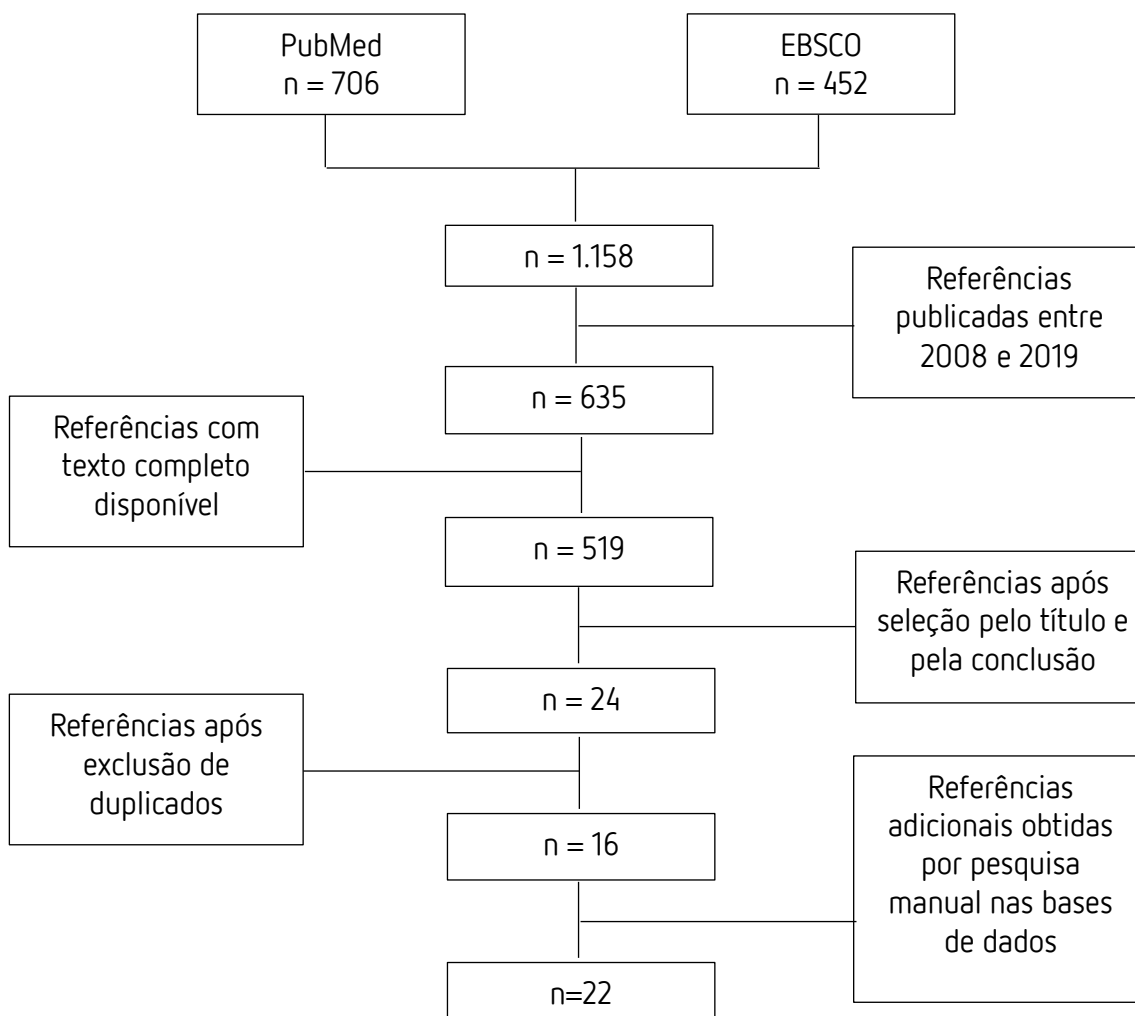 PubMed
n = 706
EBSCO
n = 452
n = 1.158
Referências
publicadas entre
2008 e 2019
n = 635
Referências com
texto completo
disponível
n = 519
Referências após
seleção pelo título e
pela conclusão
n = 24
Referências após
exclusão de
duplicados
n = 16
Referências
adicionais obtidas
por pesquisa
manual nas bases
de dados
n=22